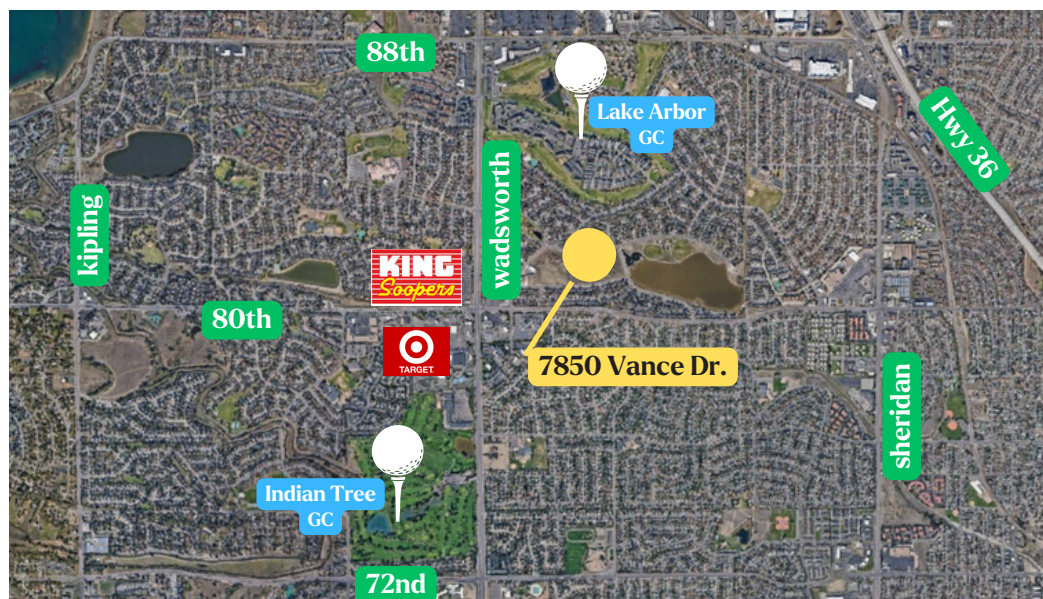 88th
Lake Arbor
GC
Hwy 36
wadsworth
kipling
KING
Soopers
80th
TARGET
7850 Vance Dr.
sheridan
Indian Tree
GC
72nd